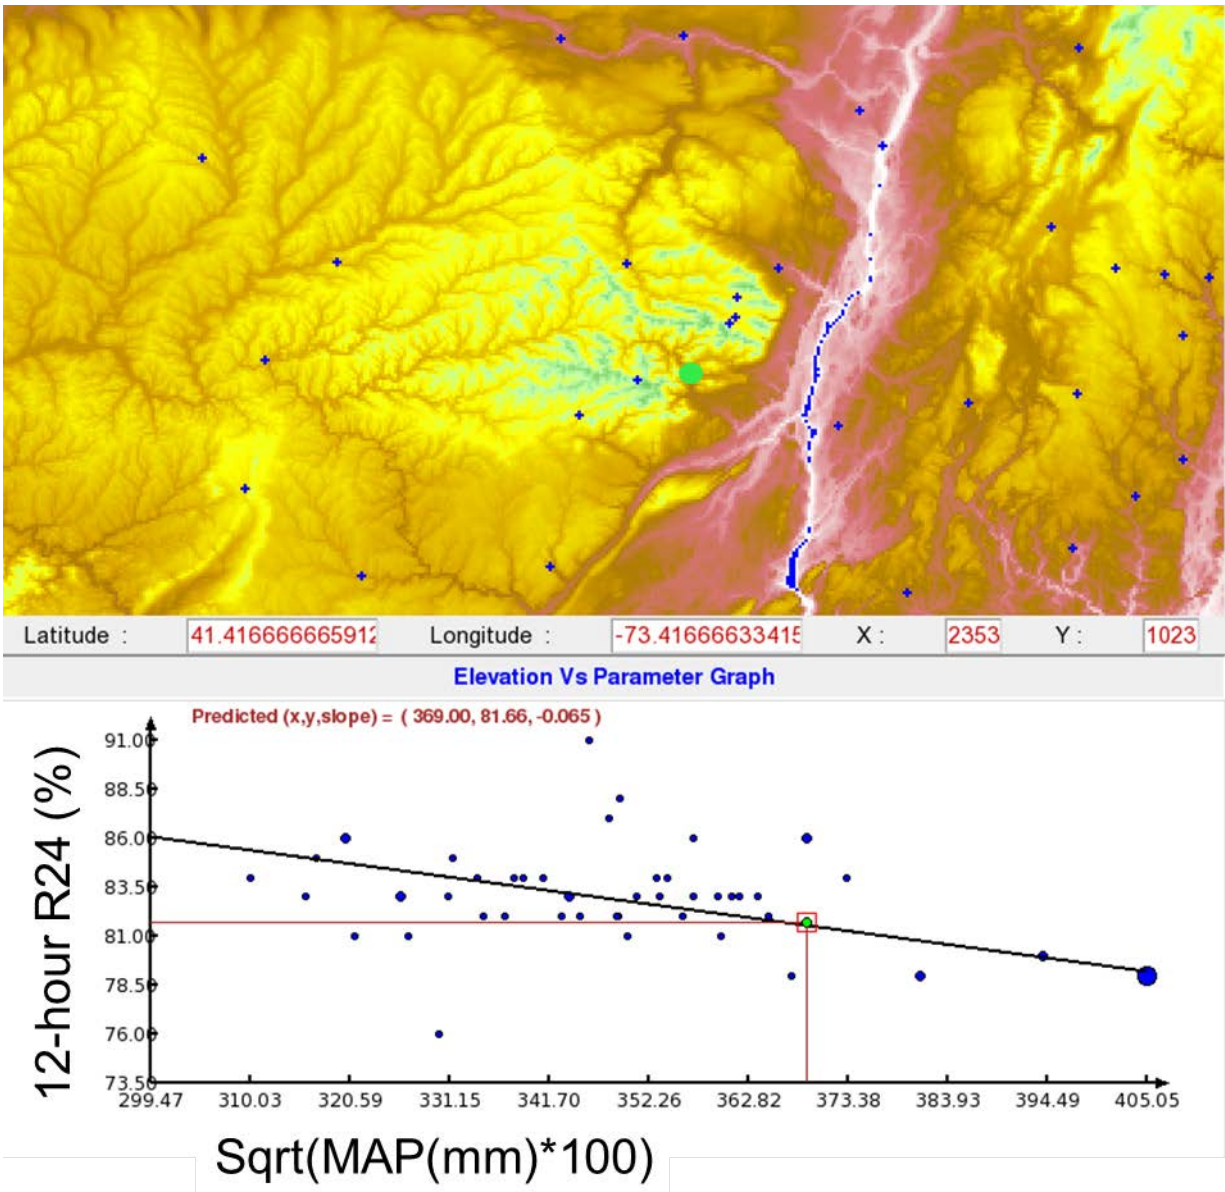 Latitude : 41.416666665912 Longitude : -73.41666633415 X : 2353 Y : 1023
Elevation Vs Parameter Graph
Predicted (x,y,slope) = ( 369.00, 81.66, -0.065 )
12-hour R24 (%)
91.00
88.50
86.00
83.50
81.00
78.50
76.00
73.50
299.47 310.03 320.59 331.15 341.70 352.26 362.82 373.38 383.93 394.49 405.05
Sqrt(MAP(mm)*100)